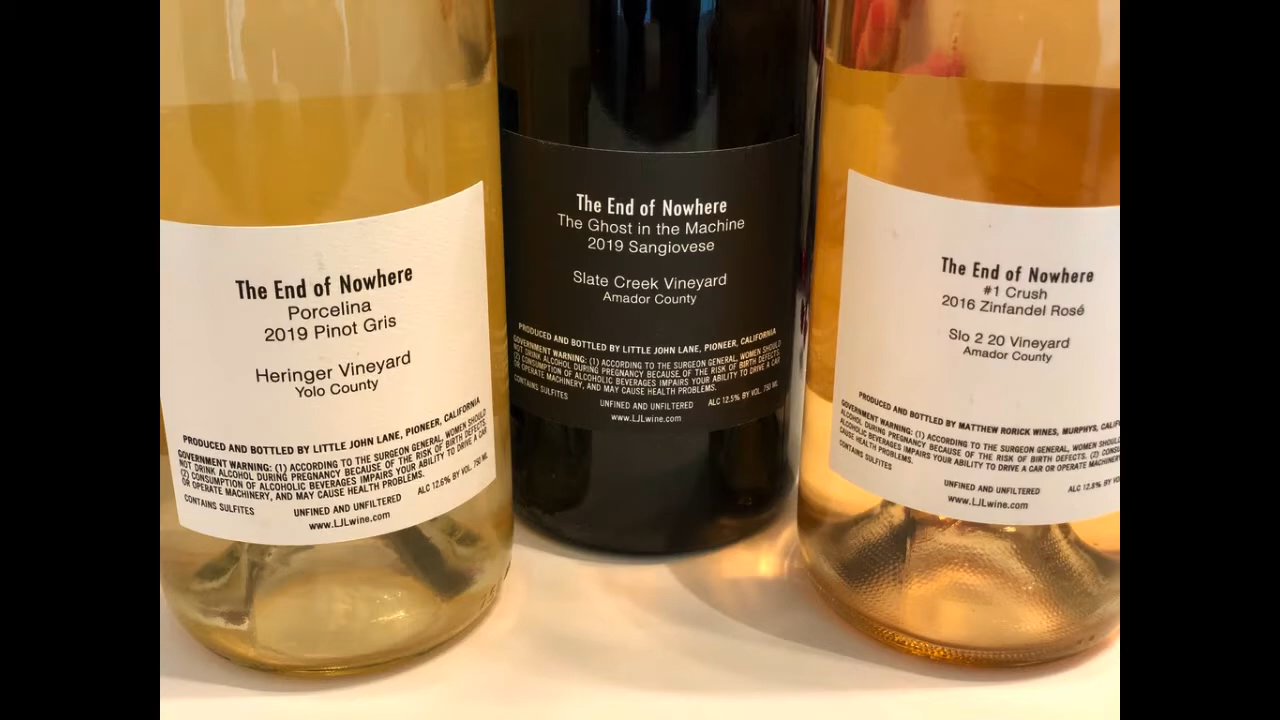 The End of Nowhere
Porcelina
2019 Pinot Gris
Heringer Vineyard
Yolo County
PRODUCED AND BOTTLED BY LITTLE JOHN LANE, PIONEER, CALIFORNIA
GOVERNMENT WARNING: (1) ACCORDING TO THE SURGEON GENERAL, WOMEN SHOULD
NOT DRINK ALCOHOL DURING PREGNANCY BECAUSE OF THE RISK OF BIRTH DEFECTS.
(2) CONSUMPTION OF ALCOHOLIC BEVERAGES IMPAIRS YOUR ABILITY TO DRIVE A CAR
OR OPERATE MACHINERY, AND MAY CAUSE HEALTH PROBLEMS.
CONTAINS SULFITES
UNFINED AND UNFILTERED
ALC 12.6% BY VOL. 750 ML
www.LJLwine.com
The End of Nowhere
The Ghost in the Machine
2019 Sangiovese
Slate Creek Vineyard
Amador County
PRODUCED AND BOTTLED BY LITTLE JOHN LANE, PIONEER, CALIFORNIA
GOVERNMENT WARNING: (1) ACCORDING TO THE SURGEON GENERAL, WOMEN SHOULD
NOT DRINK ALCOHOL DURING PREGNANCY BECAUSE OF THE RISK OF BIRTH DEFECTS.
(2) CONSUMPTION OF ALCOHOLIC BEVERAGES IMPAIRS YOUR ABILITY TO DRIVE A CAR
OR OPERATE MACHINERY, AND MAY CAUSE HEALTH PROBLEMS.
CONTAINS SULFITES
UNFINED AND UNFILTERED
ALC 12.5% BY VOL. 750 ML
www.LJLwine.com
The End of Nowhere
#1 Crush
2016 Zinfandel Rosé
Slo 2 20 Vineyard
Amador County
PRODUCED AND BOTTLED BY MATTHEW RORICK WINES, MURPHYS, CALIF
GOVERNMENT WARNING: (1) ACCORDING TO THE SURGEON GENERAL, WOMEN SHOUL
ALCOHOL DURING PREGNANCY BECAUSE OF THE RISK OF BIRTH DEFECTS. (2) CONSU
ALCOHOLIC BEVERAGES IMPAIRS YOUR ABILITY TO DRIVE A CAR OR OPERATE MACHINER
CAUSE HEALTH PROBLEMS.
CONTAINS SULFITES
UNFINED AND UNFILTERED
ALC 12.8% BY VO
www.LJLwine.com